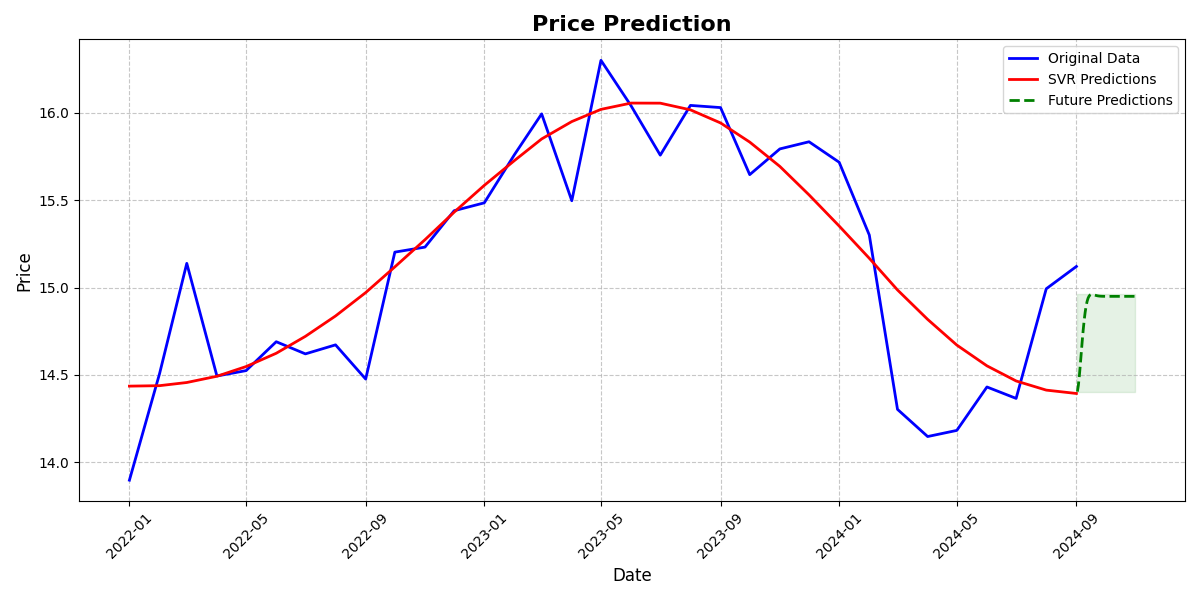 Price Prediction
Original Data
SVR Predictions
Future Predictions
Price
16.0
15.5
15.0
14.5
14.0
2022-01
2022-05
2022-09
2023-01
2023-05
2023-09
2024-01
2024-05
2024-09
Date